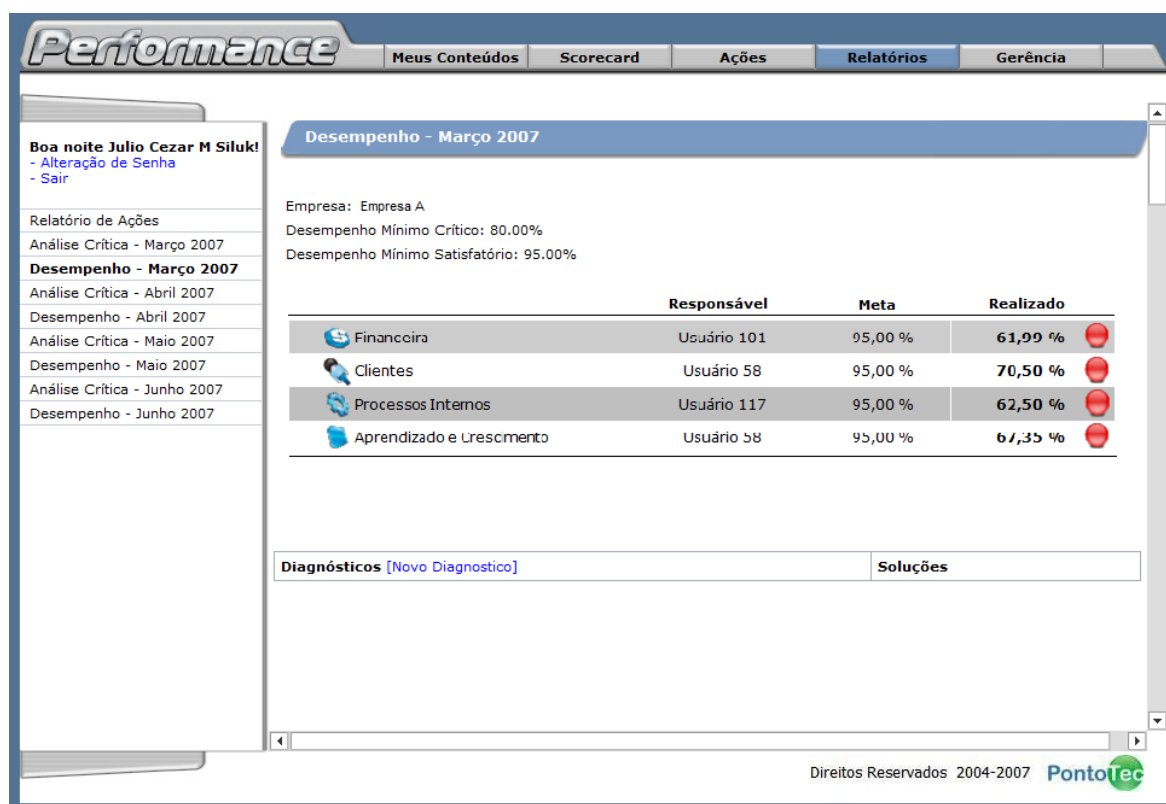 Performance
Meus Conteúdos Scorecard Ações Relatórios Gerência
Boa noite Julio Cezar M Siluk!
- Alteração de Senha
- Sair
Relatório de Ações
Análise Crítica - Março 2007
Desempenho - Março 2007
Análise Crítica - Abril 2007
Desempenho - Abril 2007
Análise Crítica - Maio 2007
Desempenho - Maio 2007
Análise Crítica - Junho 2007
Desempenho - Junho 2007
Desempenho - Março 2007
Empresa: Empresa A
Desempenho Mínimo Crítico: 80.00%
Desempenho Mínimo Satisfatório: 95.00%
Responsável Meta Realizado
Financeira Usuário 101 95,00 % 61,99 %
Clientes Usuário 58 95,00 % 70,50 %
Processos Internos Usuário 117 95,00 % 62,50 %
Aprendizado e Crescimento Usuário 58 95,00 % 67,35 %
Diagnósticos [Novo Diagnostico] Soluções
Direitos Reservados 2004-2007 PontoTec